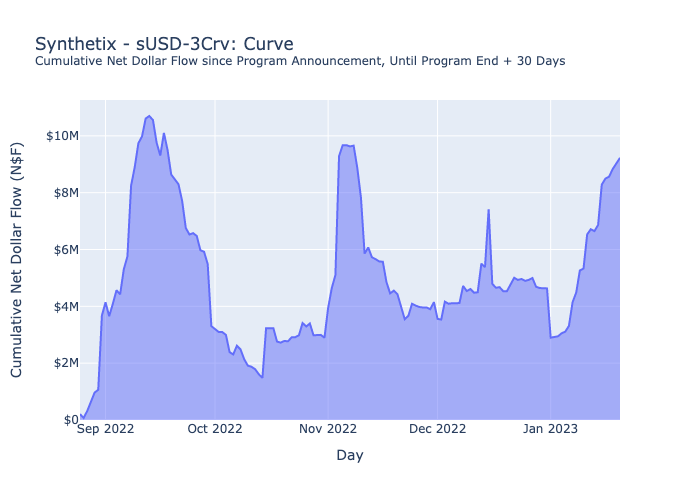 Synthetix - sUSD-3Crv: Curve
Cumulative Net Dollar Flow since Program Announcement, Until Program End + 30 Days
Cumulative Net Dollar Flow (N$F)
$10M
$8M
$6M
$4M
$2M
$0
Sep 2022
Oct 2022
Nov 2022
Dec 2022
Jan 2023
Day